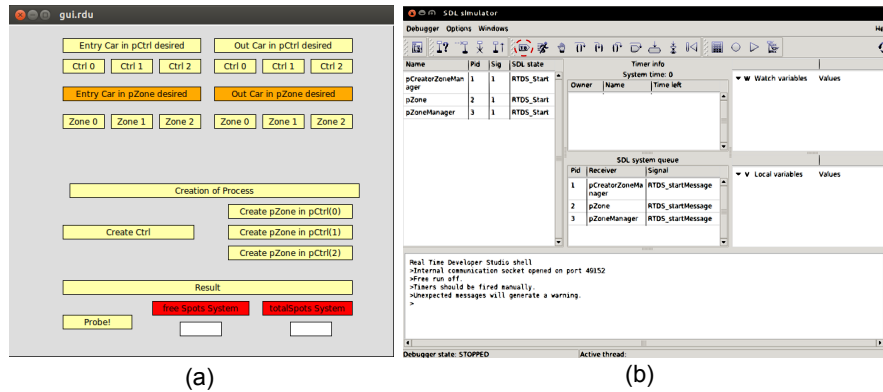 gui.rdu
Entry Car in pCtrl desired
Out Car in pCtrl desired
Ctrl 0
Ctrl 1
Ctrl 2
Ctrl 0
Ctrl 1
Ctrl 2
Entry Car in pZone desired
Out Car in pZone desired
Zone 0
Zone 1
Zone 2
Zone 0
Zone 1
Zone 2
Creation of Process
Create Ctrl
Create pZone in pCtrl(0)
Create pZone in pCtrl(1)
Create pZone in pCtrl(2)
Result
Probe!
free Spots System
totalSpots System
(a)
SDL simulator
Debugger Options Windows
He
Name Pid Sig SDL state
pCreatorZoneMan
ager 1 1 RTDS_Start
pZone 2 1 RTDS_Start
pZoneManager 3 1 RTDS_Start
Timer info
System time: 0
Owner Name Time left
W Watch variables Values
SDL system queue
Pid Receiver Signal
1 pCreatorZoneMa
nager RTDS_startMessage
2 pZone RTDS_startMessage
3 pZoneManager RTDS_startMessage
V Local variables Values
Real Time Developer Studio shell
>Internal communication socket opened on port 49152
>Free run off.
>Timers should be fired manually.
>Unexpected messages will generate a warning.
>
Debugger state: STOPPED
Active thread:
(b)